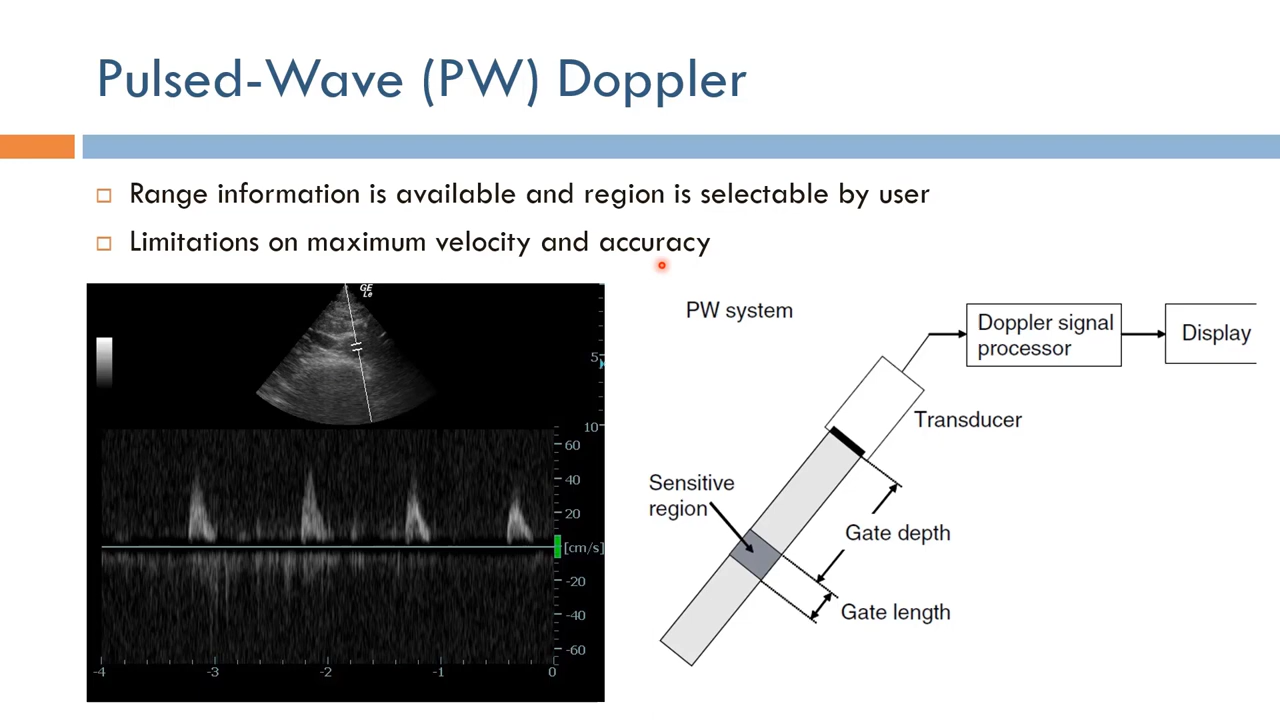 Pulsed-Wave (PW) Doppler
Range information is available and region is selectable by user
Limitations on maximum velocity and accuracy
GE
Le
5
10
60
40
20
[cm/s]
-20
-40
-60
-4 -3 -2 -1 0
PW system
Doppler signal
processor
Display
Transducer
Sensitive
region
Gate depth
Gate length